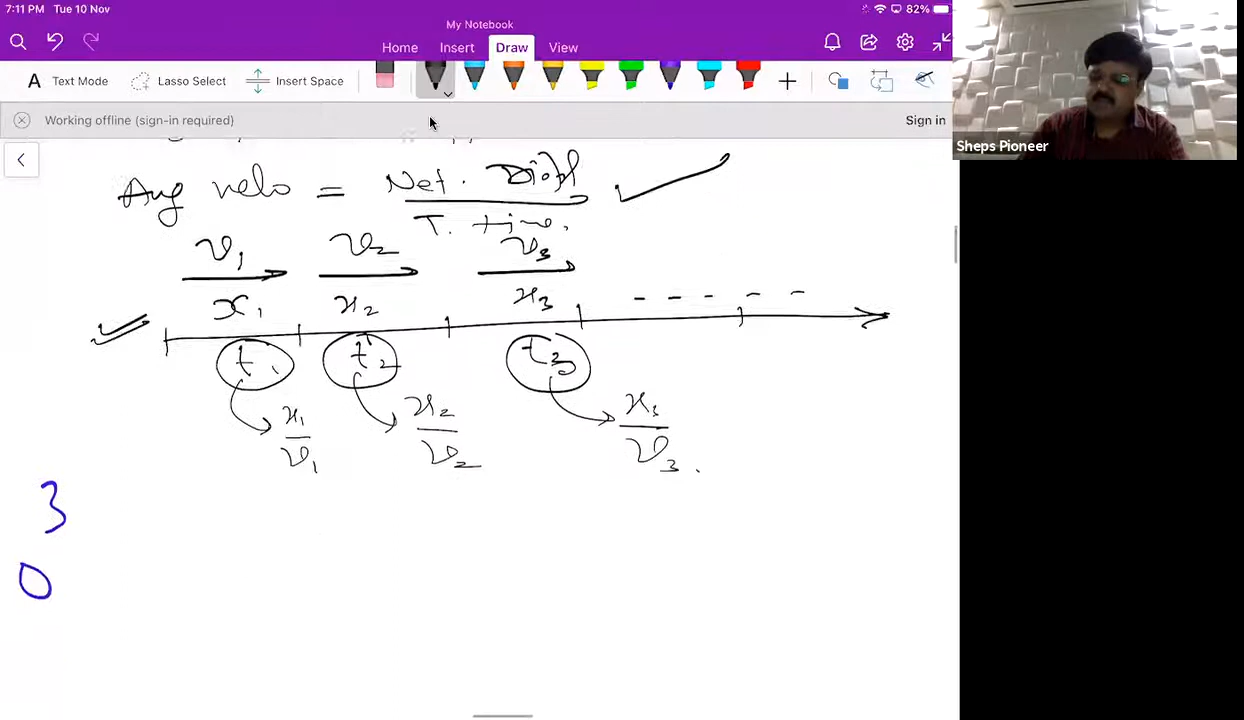 7:11 PM Tue 10 Nov 82%
My Notebook
Home Insert Draw View
A Text Mode Lasso Select Insert Space
Working offline (sign-in required) Sign in
Sheps Pioneer
Avg velo = Net.
T. time.
v₁ v₂ v₃
x₁ x₂ x₃ - - - - -
t₁ t₂ t₃
x₁/v₁ x₂/v₂ x₃/v₃.
3
0